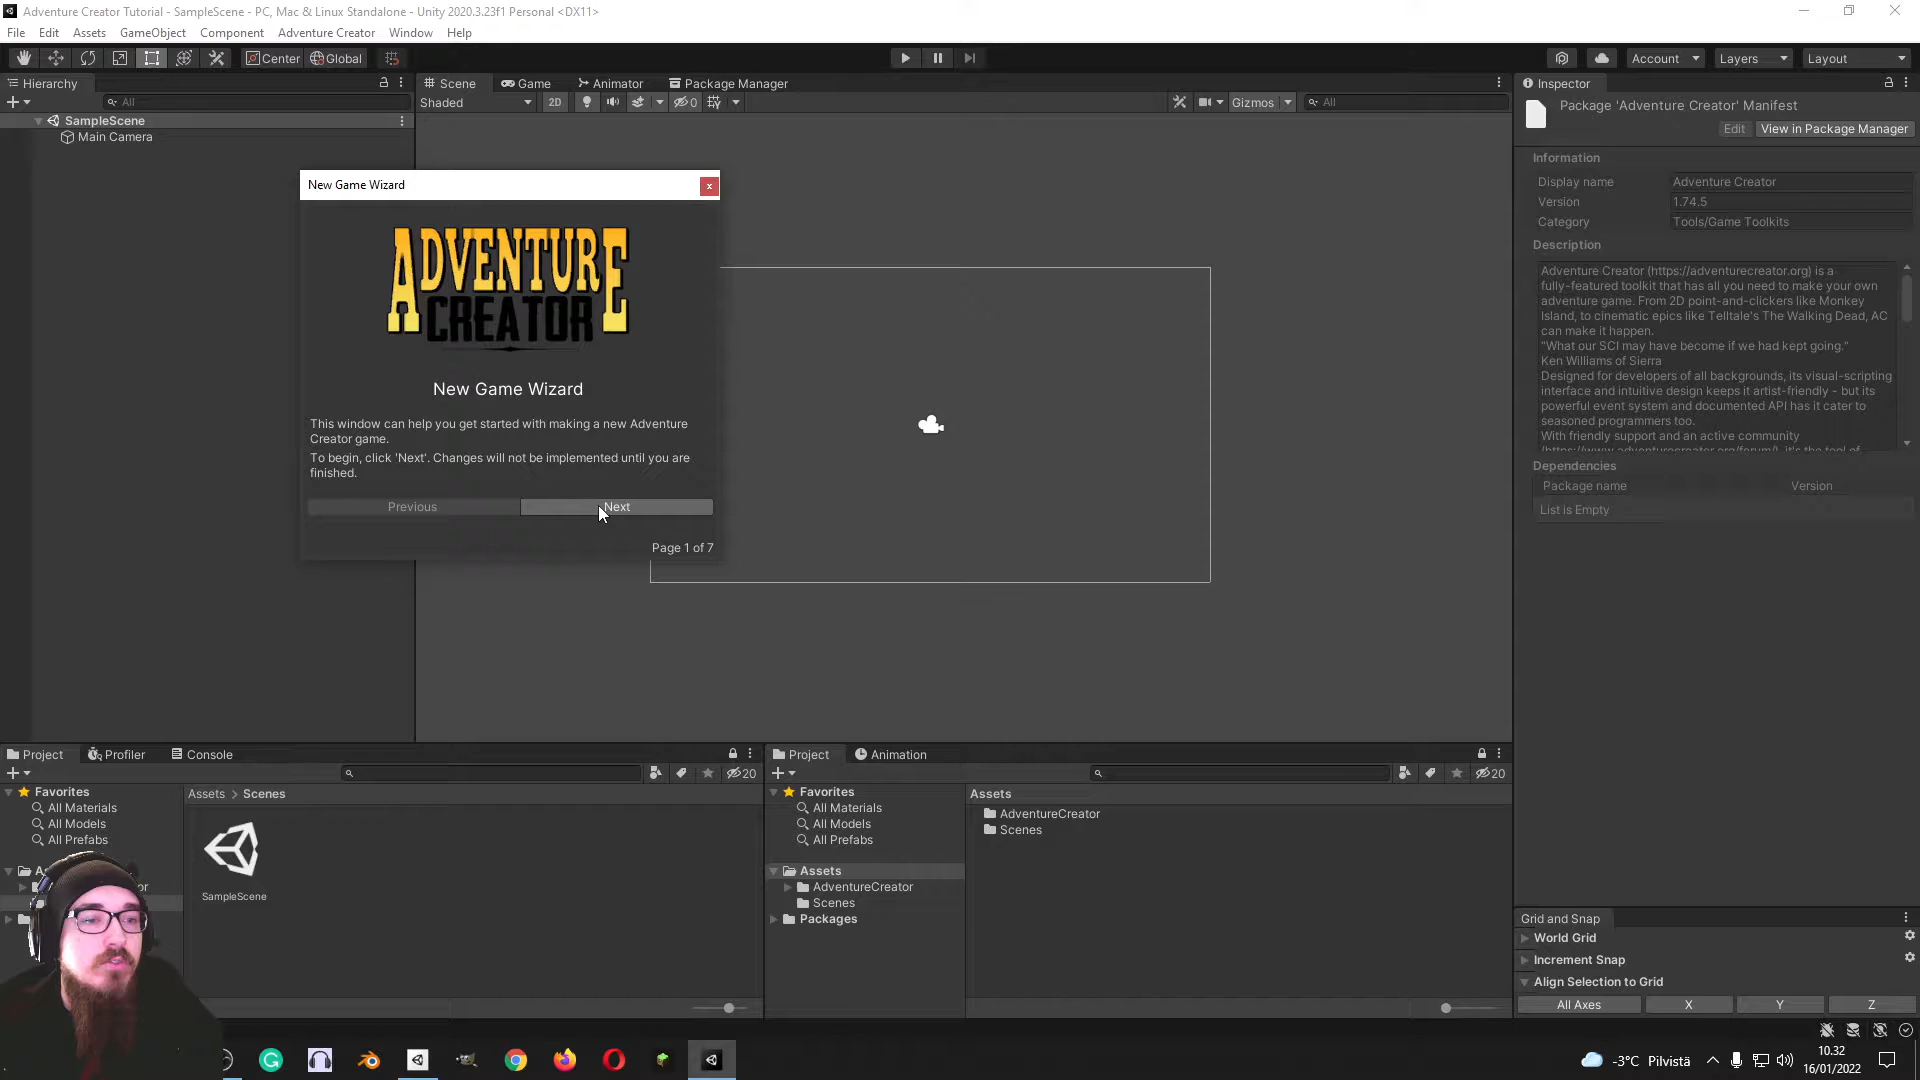 Adventure Creator Tutorial - SampleScene - PC, Mac & Linux Standalone - Unity 2020.3.23f1 Personal <DX11>
File Edit Assets GameObject Component Adventure Creator Window Help
Center Global
Account Layers Layout
Hierarchy
All
SampleScene
Main Camera
Scene Game Animator Package Manager
Shaded 2D 0 Gizmos All
New Game Wizard
x
ADVENTURE
CREATOR
New Game Wizard
This window can help you get started with making a new Adventure
Creator game.
To begin, click 'Next'. Changes will not be implemented until you are
finished.
Previous Next
Page 1 of 7
Inspector
Package 'Adventure Creator' Manifest
Edit View in Package Manager
Information
Display name Adventure Creator
Version 1.74.5
Category Tools/Game Toolkits
Description
Adventure Creator (https://adventurecreator.org) is a
fully-featured toolkit that has all you need to make your own
adventure game. From 2D point-and-clickers like Monkey
Island, to cinematic epics like Telltale's The Walking Dead, AC
can make it happen.
"What our SCI may have become if we had kept going."
Ken Williams of Sierra
Designed for developers of all backgrounds, its visual-scripting
interface and intuitive design keeps it artist-friendly - but its
powerful event system and documented API has it cater to
seasoned programmers too.
With friendly support and an active community
(https://www.adventurecreator.org/forum/), it's the tool of
Dependencies
Package name Version
List is Empty
Grid and Snap
World Grid
Increment Snap
Align Selection to Grid
All Axes X Y Z
Project Profiler Console
20
Favorites
All Materials
All Models
All Prefabs
Assets > Scenes
SampleScene
Project Animation
20
Favorites
All Materials
All Models
All Prefabs
Assets
AdventureCreator
Scenes
Packages
Assets
AdventureCreator
Scenes
-3°C Pilvistä
10.32
16/01/2022